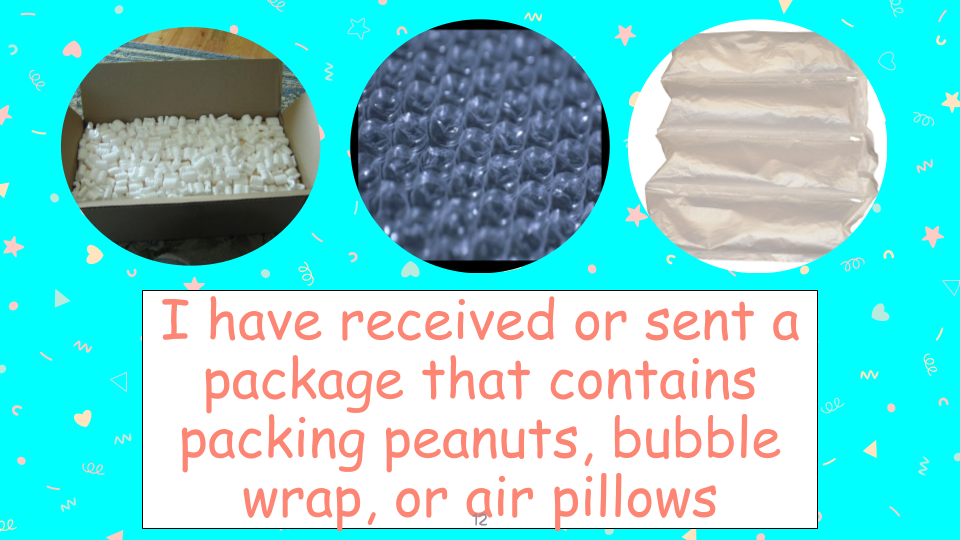 I have received or sent a
package that contains
packing peanuts, bubble
wrap, or air pillows
12